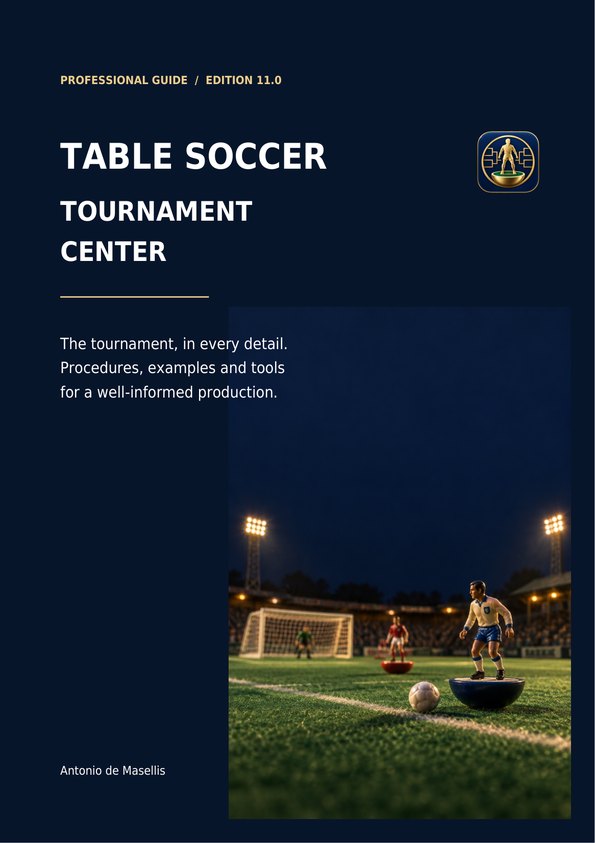 PROFESSIONAL GUIDE / EDITION 11.0
TABLE SOCCER
TOURNAMENT
CENTER
The tournament, in every detail.
Procedures, examples and tools
for a well-informed production.
Antonio de Masellis